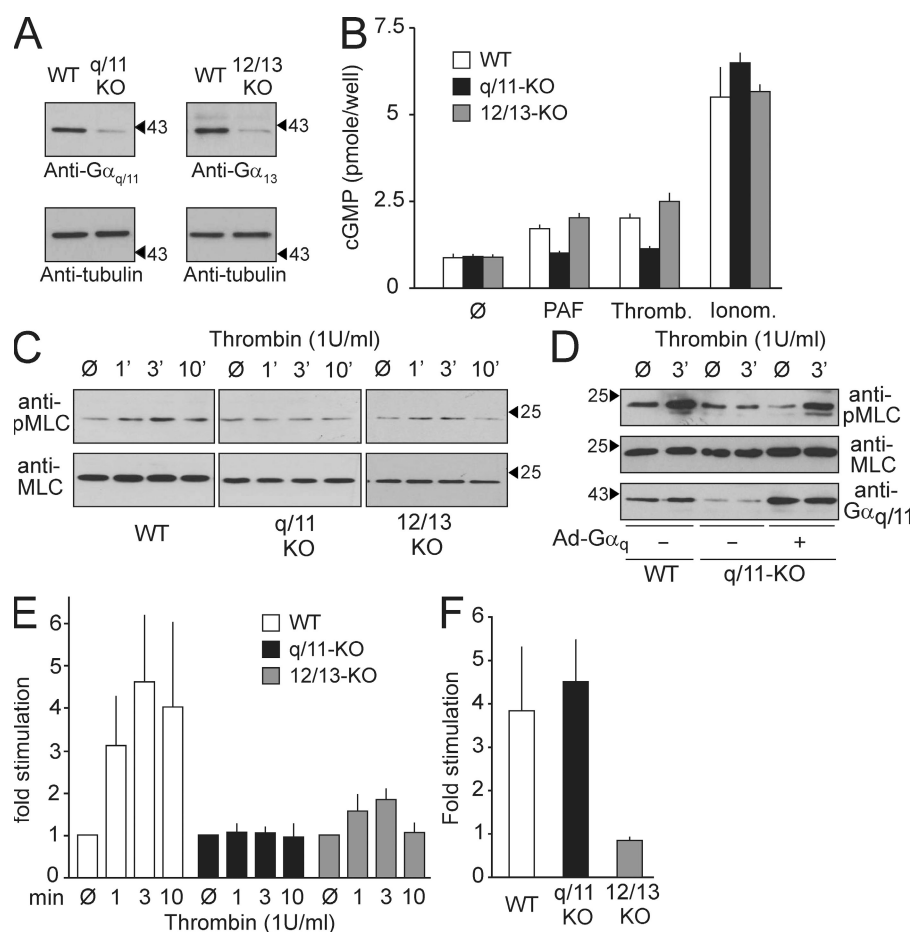 A
WT q/11 KO
WT 12/13 KO
43
43
Anti-Gαq/11
Anti-Gα13
43
43
Anti-tubulin
Anti-tubulin
B
7.5
5
2.5
0
cGMP (pmole/well)
WT
q/11-KO
12/13-KO
Ø PAF Thromb. Ionom.
C
Thrombin (1U/ml)
Ø 1' 3' 10' Ø 1' 3' 10' Ø 1' 3' 10'
anti-
pMLC
25
anti-
MLC
25
WT
q/11
KO
12/13
KO
D
Thrombin (1U/ml)
Ø 3' Ø 3' Ø 3'
25
anti-
pMLC
25
anti-
MLC
43
anti-
Gαq/11
Ad-Gαq – – +
WT q/11-KO
E
6
5
4
3
2
1
0
fold stimulation
WT
q/11-KO
12/13-KO
min Ø 1 3 10 Ø 1 3 10 Ø 1 3 10
Thrombin (1U/ml)
F
6
5
4
3
2
1
0
Fold stimulation
WT
q/11
KO
12/13
KO